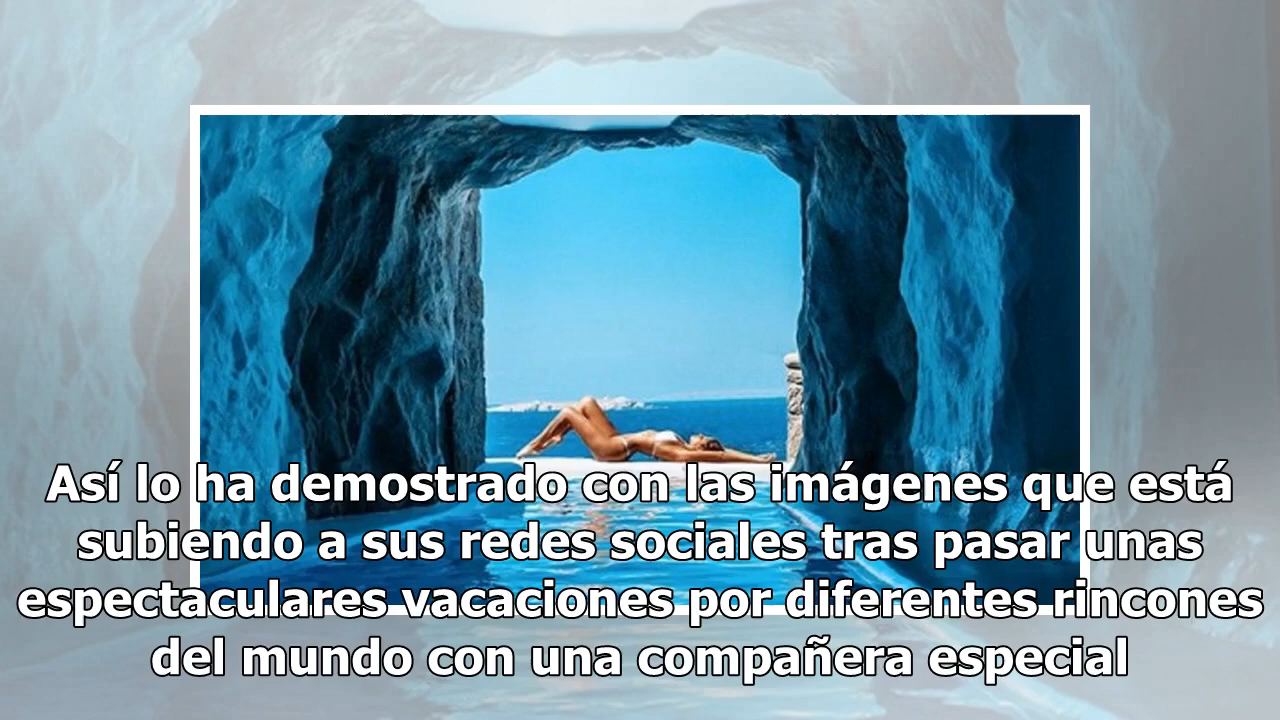 Así lo ha demostrado con las imágenes que está
subiendo a sus redes sociales tras pasar unas
espectaculares vacaciones por diferentes rincones
del mundo con una compañera especial